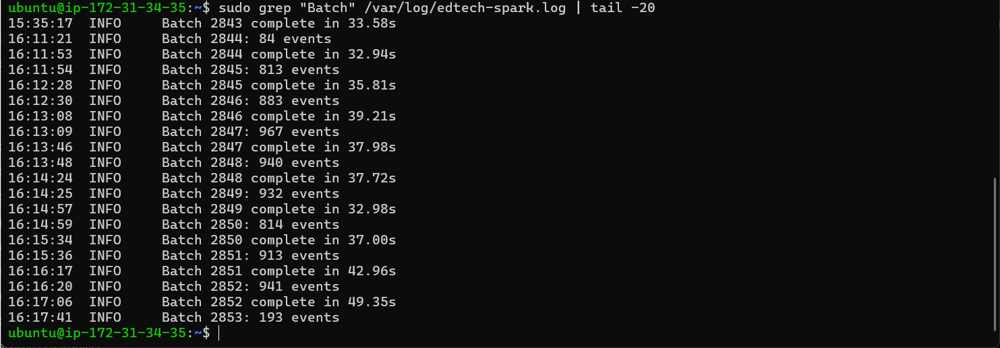 ubuntu@ip-172-31-34-35:~$ sudo grep "Batch" /var/log/edtech-spark.log | tail -20
15:35:17  INFO     Batch 2843 complete in 33.58s
16:11:21  INFO     Batch 2844: 84 events
16:11:53  INFO     Batch 2844 complete in 32.94s
16:11:54  INFO     Batch 2845: 813 events
16:12:28  INFO     Batch 2845 complete in 35.81s
16:12:30  INFO     Batch 2846: 883 events
16:13:08  INFO     Batch 2846 complete in 39.21s
16:13:09  INFO     Batch 2847: 967 events
16:13:46  INFO     Batch 2847 complete in 37.98s
16:13:48  INFO     Batch 2848: 940 events
16:14:24  INFO     Batch 2848 complete in 37.72s
16:14:25  INFO     Batch 2849: 932 events
16:14:57  INFO     Batch 2849 complete in 32.98s
16:14:59  INFO     Batch 2850: 814 events
16:15:34  INFO     Batch 2850 complete in 37.00s
16:15:36  INFO     Batch 2851: 913 events
16:16:17  INFO     Batch 2851 complete in 42.96s
16:16:20  INFO     Batch 2852: 941 events
16:17:06  INFO     Batch 2852 complete in 49.35s
16:17:41  INFO     Batch 2853: 193 events
ubuntu@ip-172-31-34-35:~$